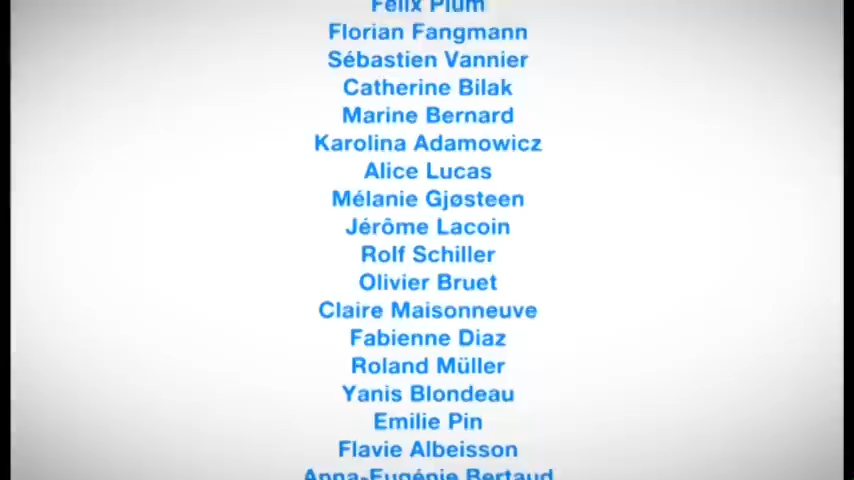 Felix Plum
Florian Fangmann
Sébastien Vannier
Catherine Bilak
Marine Bernard
Karolina Adamowicz
Alice Lucas
Mélanie Gjøsteen
Jérôme Lacoin
Rolf Schiller
Olivier Bruet
Claire Maisonneuve
Fabienne Diaz
Roland Müller
Yanis Blondeau
Emilie Pin
Flavie Albeisson
Anna-Eugénie Bertaud